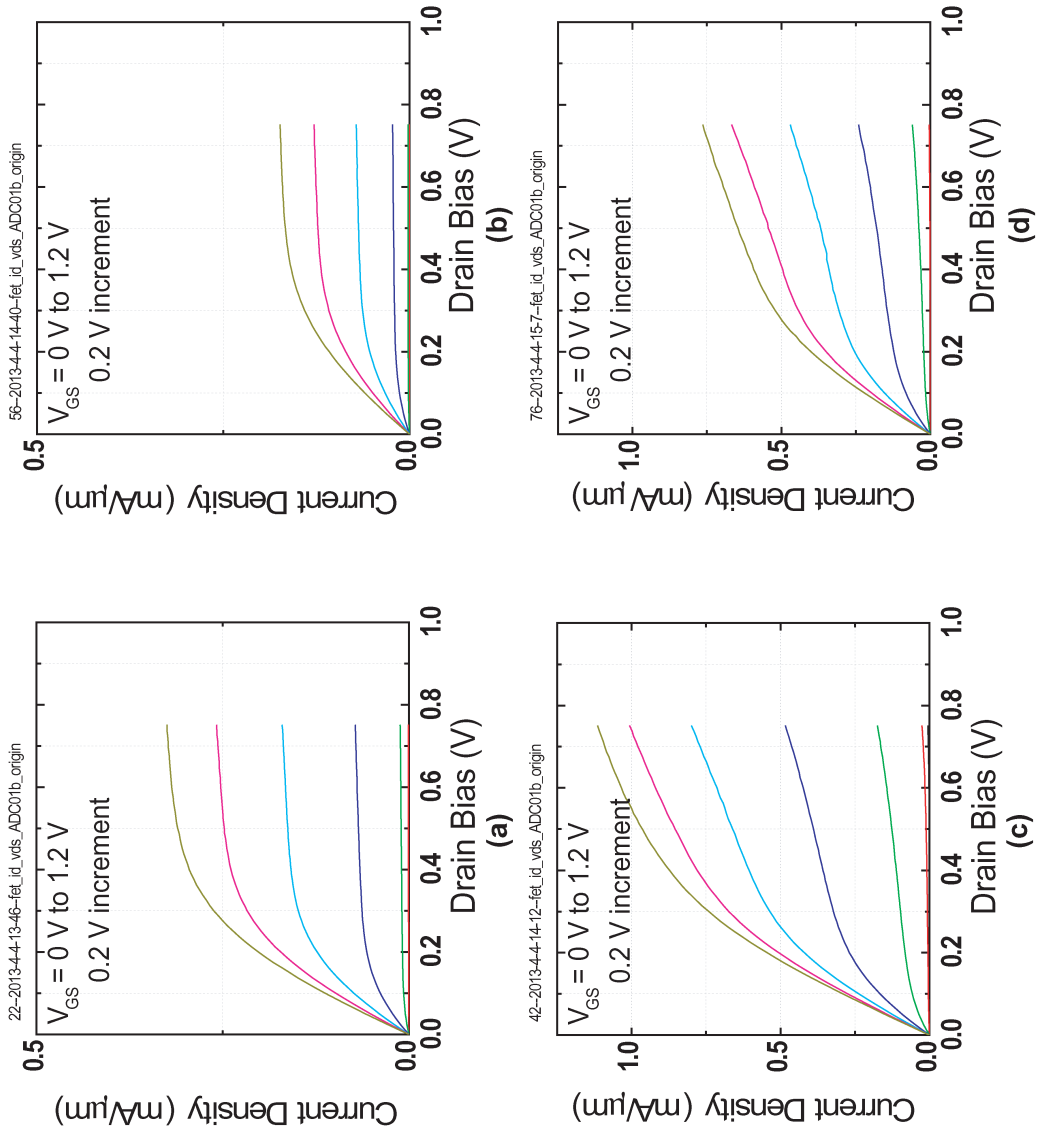 22–2013-4-4-13-46–fet_id_vds_ADC01b_origin
V_GS = 0 V to 1.2 V
0.2 V increment
0.5
0.0
Current Density ( mA/µm)
0.0 0.2 0.4 0.6 0.8 1.0
Drain Bias (V)
(a)
56–2013-4-4-14-40–fet_id_vds_ADC01b_origin
V_GS = 0 V to 1.2 V
0.2 V increment
0.5
0.0
Current Density ( mA/µm)
0.0 0.2 0.4 0.6 0.8 1.0
Drain Bias (V)
(b)
42–2013-4-4-14-12–fet_id_vds_ADC01b_origin
V_GS = 0 V to 1.2 V
0.2 V increment
1.0
0.5
0.0
Current Density ( mA/µm)
0.0 0.2 0.4 0.6 0.8 1.0
Drain Bias (V)
(c)
76–2013-4-4-15-7–fet_id_vds_ADC01b_origin
V_GS = 0 V to 1.2 V
0.2 V increment
1.0
0.5
0.0
Current Density ( mA/µm)
0.0 0.2 0.4 0.6 0.8 1.0
Drain Bias (V)
(d)